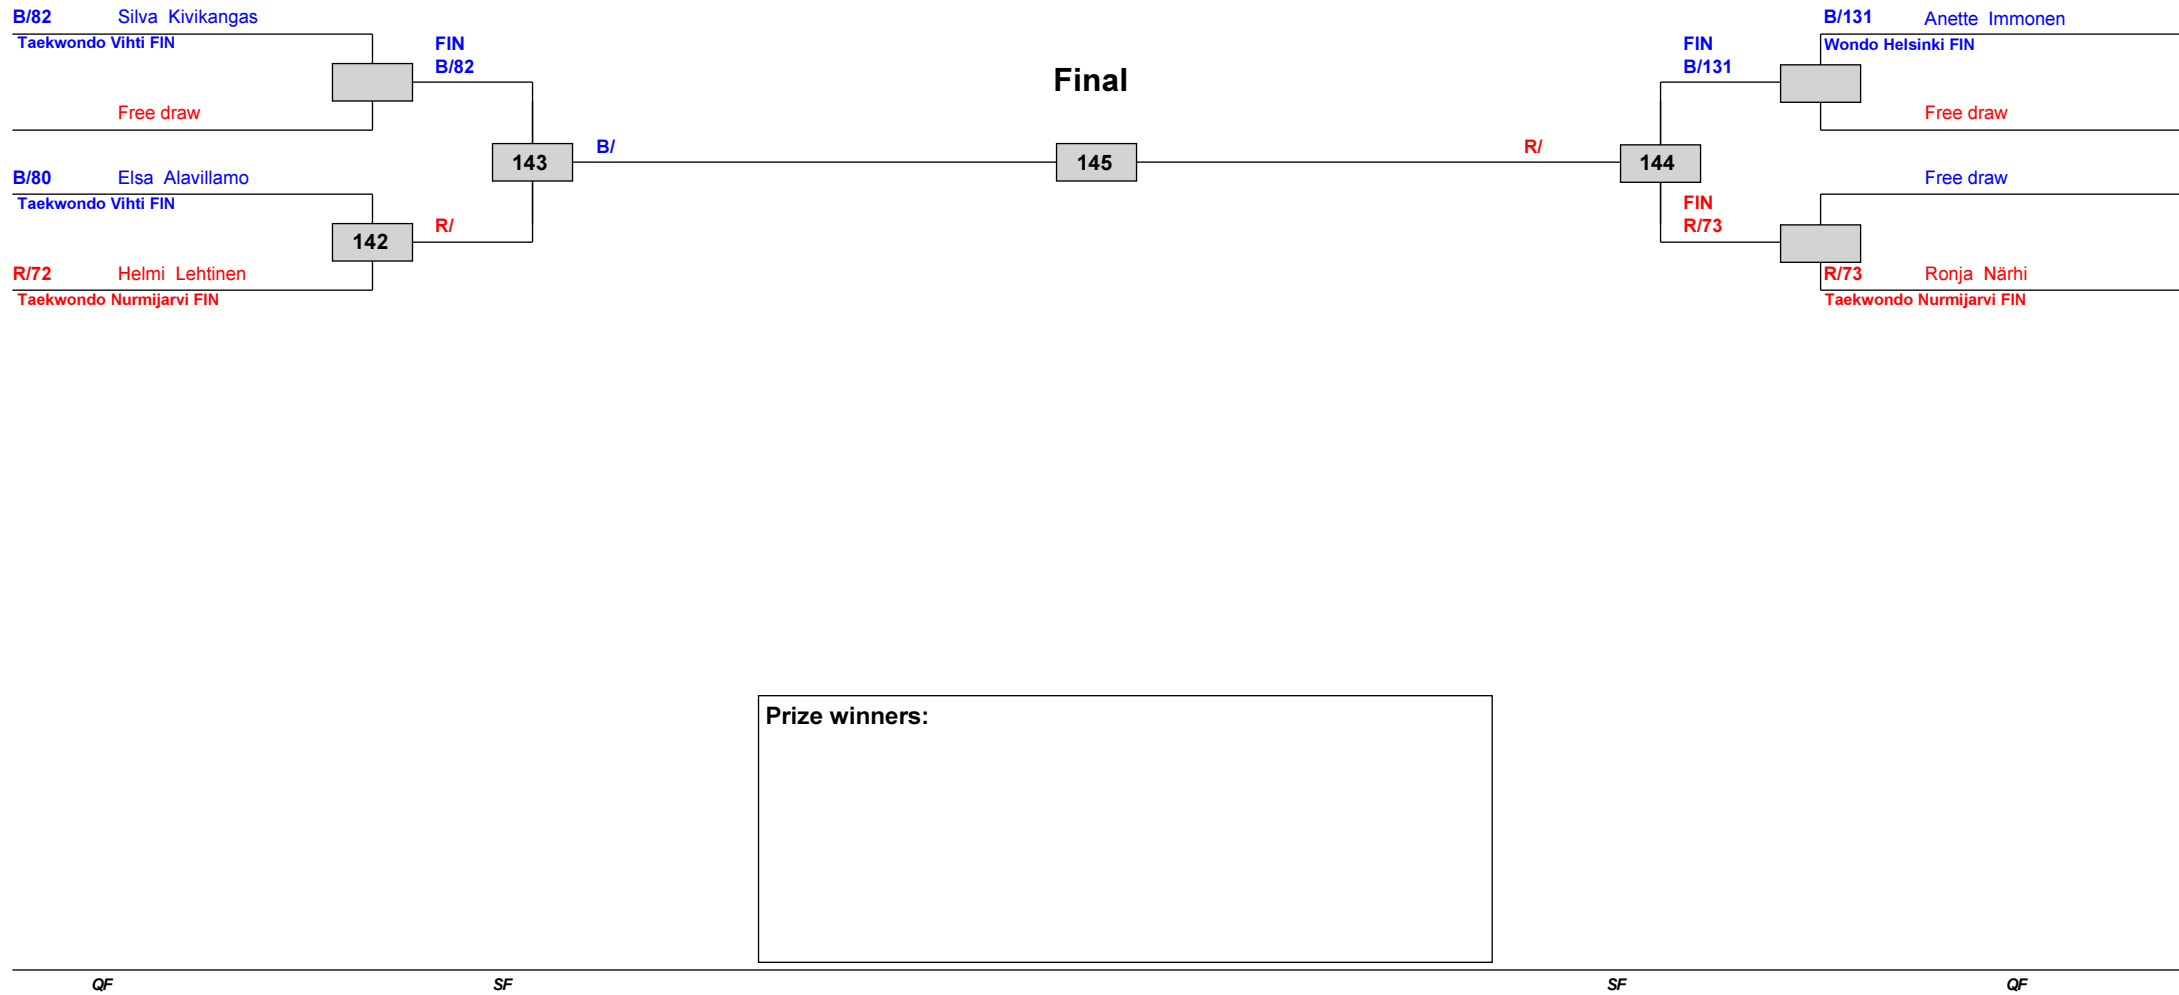 B/82 Silva Kivikangas
Taekwondo Vihti FIN
FIN
B/82
Free draw
143
B/
B/80 Elsa Alavillamo
Taekwondo Vihti FIN
142
R/
R/72 Helmi Lehtinen
Taekwondo Nurmijarvi FIN
Final
145
B/131 Anette Immonen
Wondo Helsinki FIN
FIN
B/131
Free draw
R/
144
Free draw
FIN
R/73
R/73 Ronja Närhi
Taekwondo Nurmijarvi FIN
Prize winners:
QF SF SF QF